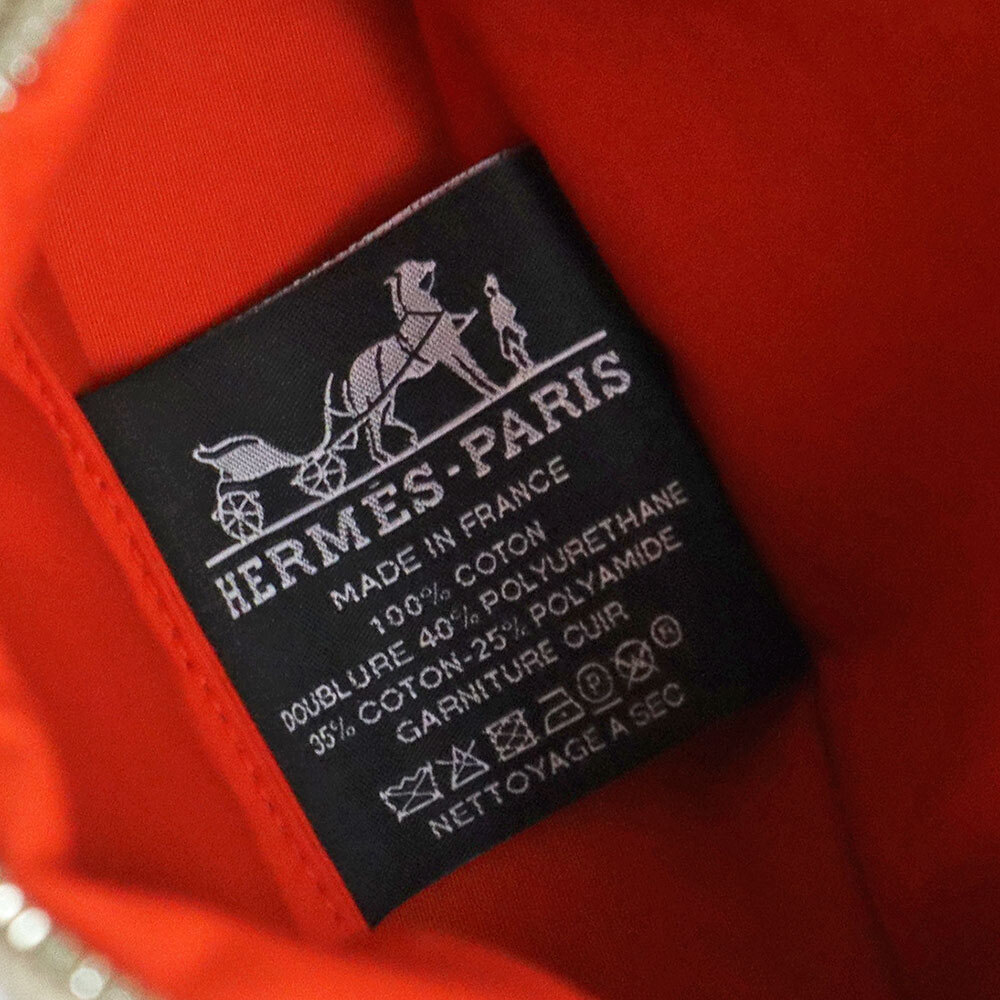 HERMÈS-PARIS
MADE IN FRANCE
100% COTON
DOUBLURE 40% POLYURETHANE
35% COTON-25% POLYAMIDE
GARNITURE CUIR
P R
NETTOYAGE A SEC